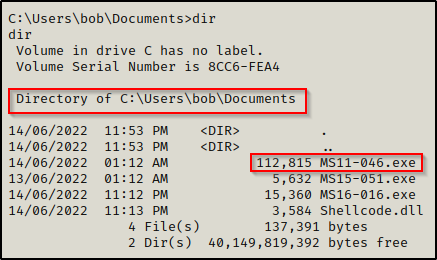 C:\Users\bob\Documents>dir
dir
 Volume in drive C has no label.
 Volume Serial Number is 8CC6-FEA4
 Directory of C:\Users\bob\Documents
14/06/2022  11:53 PM    <DIR>          .
14/06/2022  11:53 PM    <DIR>          ..
14/06/2022  01:12 AM           112,815 MS11-046.exe
13/06/2022  01:12 AM             5,632 MS15-051.exe
14/06/2022  11:12 PM            15,360 MS16-016.exe
14/06/2022  11:13 PM             3,584 Shellcode.dll
               4 File(s)        137,391 bytes
               2 Dir(s)  40,149,819,392 bytes free